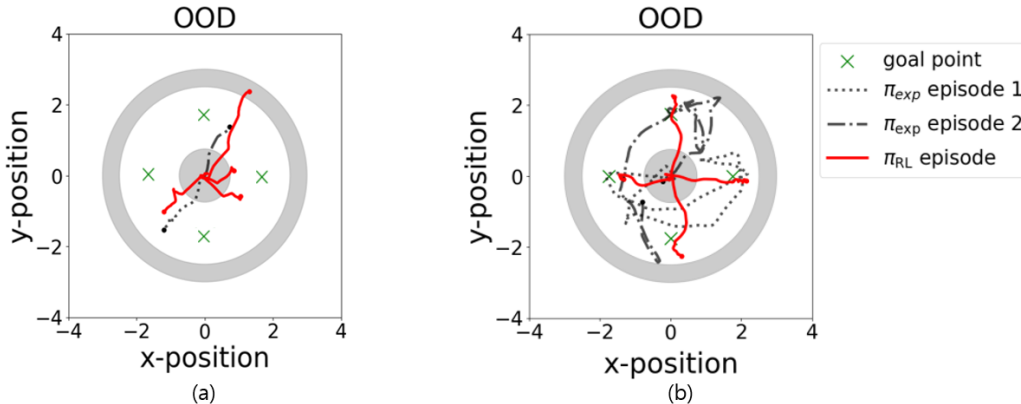 OOD
4
2
0
−2
−4
−4
−2
0
2
4
y-position
x-position
(a)
OOD
4
2
0
−2
−4
−4
−2
0
2
4
y-position
x-position
(b)
goal point
π_exp episode 1
π_exp episode 2
π_RL episode